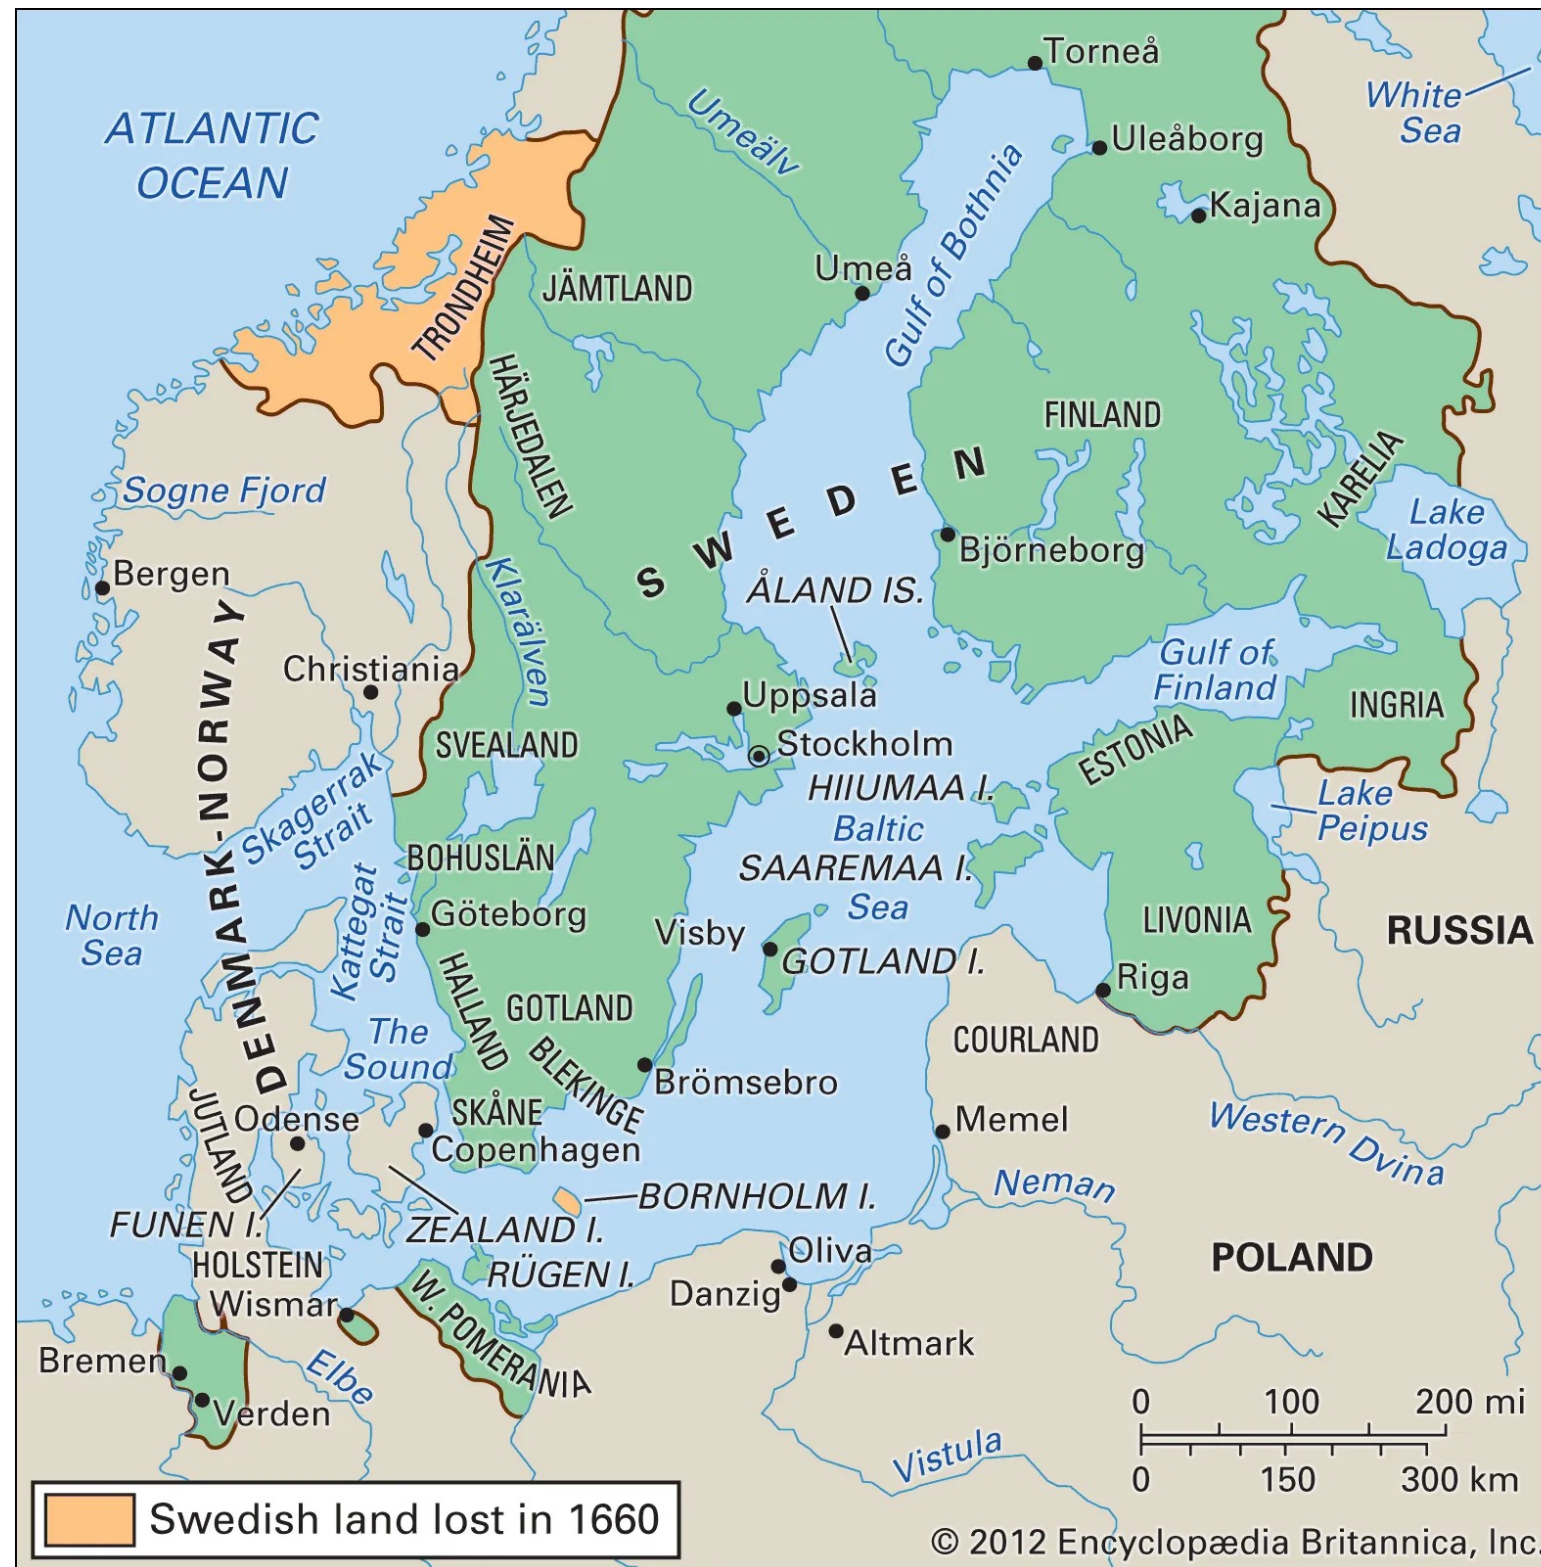 Torneå
White
Sea
ATLANTIC
OCEAN
Umeälv
Uleåborg
Kajana
Gulf of Bothnia
TRONDHEIM
JÄMTLAND
Umeå
HÄRJEDALEN
FINLAND
KARELIA
Sogne Fjord
SWEDEN
Lake
Ladoga
Björneborg
Bergen
Klarälven
ÅLAND IS.
DENMARK-NORWAY
Christiania
Gulf of
Finland
Uppsala
INGRIA
SVEALAND
Stockholm
ESTONIA
HIIUMAA I.
Skagerrak
Strait
Lake
Peipus
Baltic
Sea
BOHUSLÄN
SAAREMAA I.
Kattegat
Strait
North
Sea
Göteborg
Visby
LIVONIA
RUSSIA
GOTLAND I.
HALLAND
Riga
GOTLAND
The
Sound
COURLAND
BLEKINGE
Brömsebro
JUTLAND
Odense
SKÅNE
Copenhagen
Memel
Western Dvina
Neman
FUNEN I.
ZEALAND I.
BORNHOLM I.
HOLSTEIN
RÜGEN I.
Oliva
POLAND
Wismar
W. POMERANIA
Danzig
Altmark
Bremen
Elbe
Verden
0 100 200 mi
0 150 300 km
Vistula
Swedish land lost in 1660
© 2012 Encyclopædia Britannica, Inc.